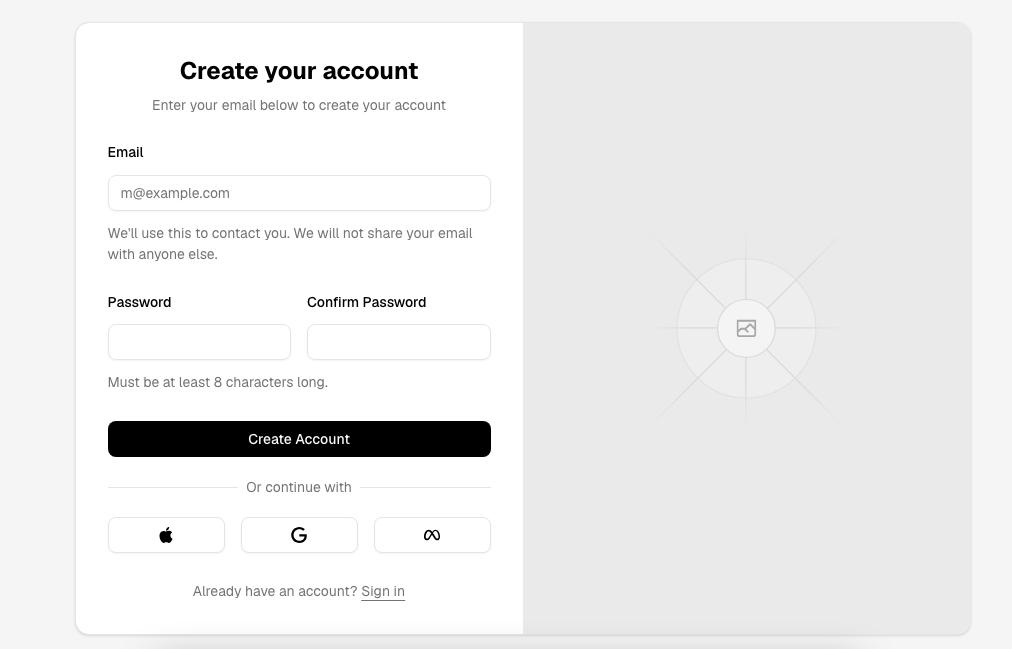 Create your account
Enter your email below to create your account
Email
m@example.com
We'll use this to contact you. We will not share your email
with anyone else.
Password
Confirm Password
Must be at least 8 characters long.
Create Account
Or continue with
Already have an account? Sign in